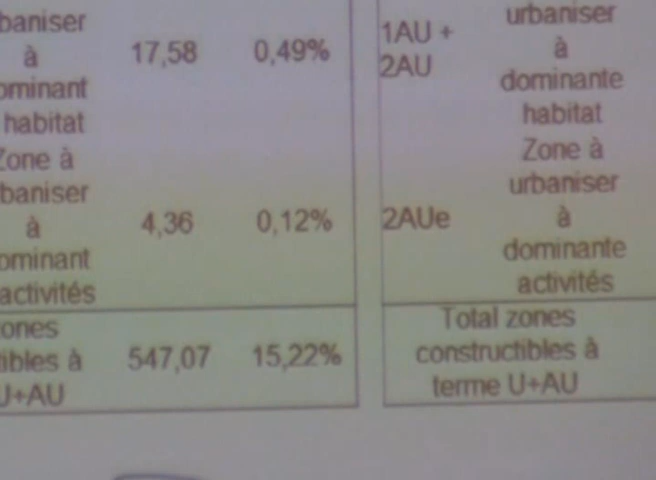 baniser
à
ominant
habitat
17,58 0,49%
Zone à
baniser
à
ominant
activités
4,36 0,12%
ones
ibles à
U+AU
547,07 15,22%
1AU +
2AU
urbaniser
à
dominante
habitat
2AUe
Zone à
urbaniser
à
dominante
activités
Total zones
constructibles à
terme U+AU